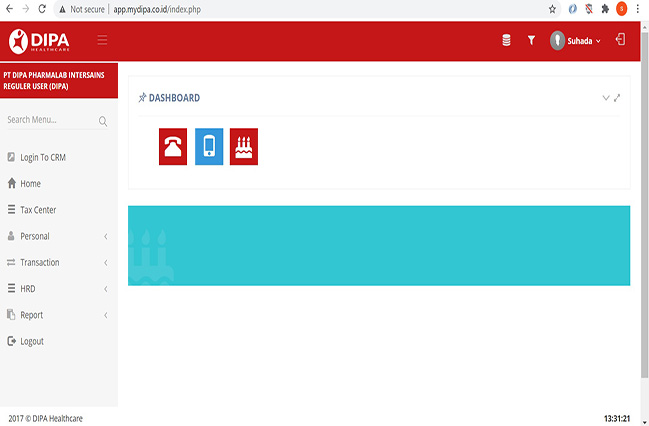 Not secure | app.mydipa.co.id/index.php
S
DIPA
HEALTHCARE
Suhada
PT DIPA PHARMALAB INTERSAINS
REGULER USER (DIPA)
Search Menu...
DASHBOARD
Login To CRM
Home
Tax Center
Personal
Transaction
HRD
Report
Logout
2017 © DIPA Healthcare
13:31:21